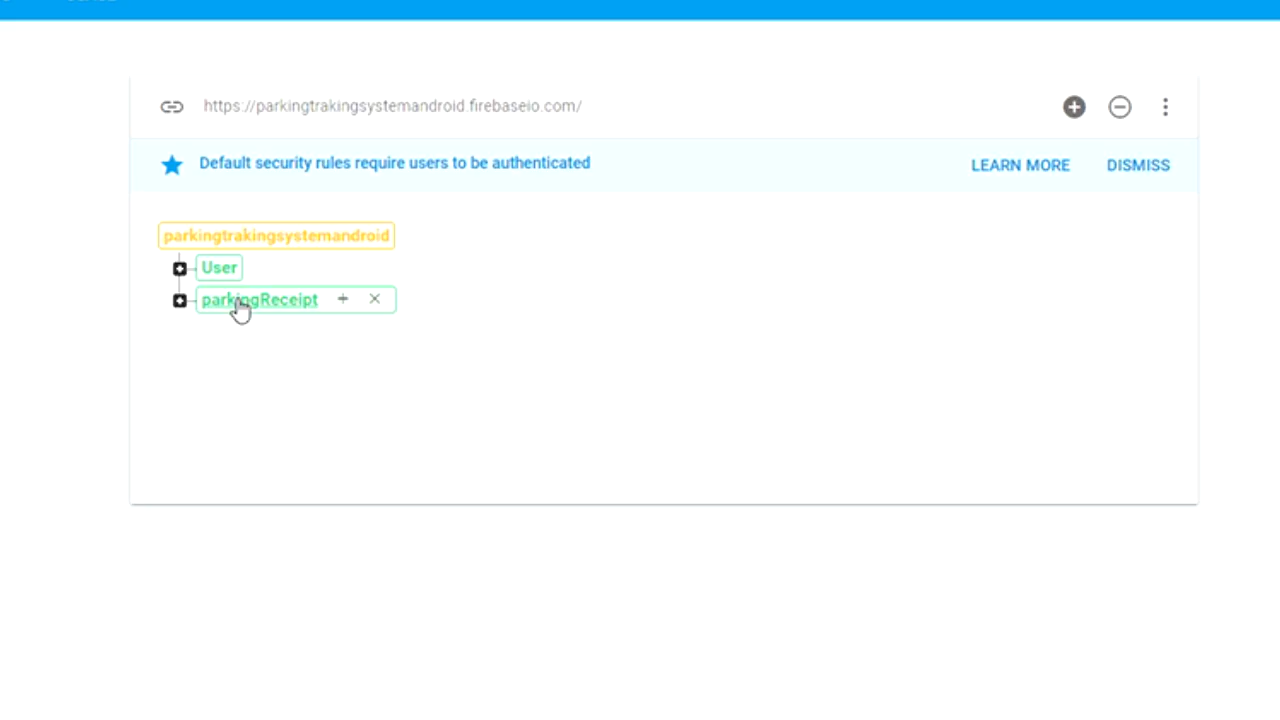 https://parkingtrakingsystemandroid.firebaseio.com/
Default security rules require users to be authenticated
LEARN MORE
DISMISS
parkingtrakingsystemandroid
User
parkingReceipt